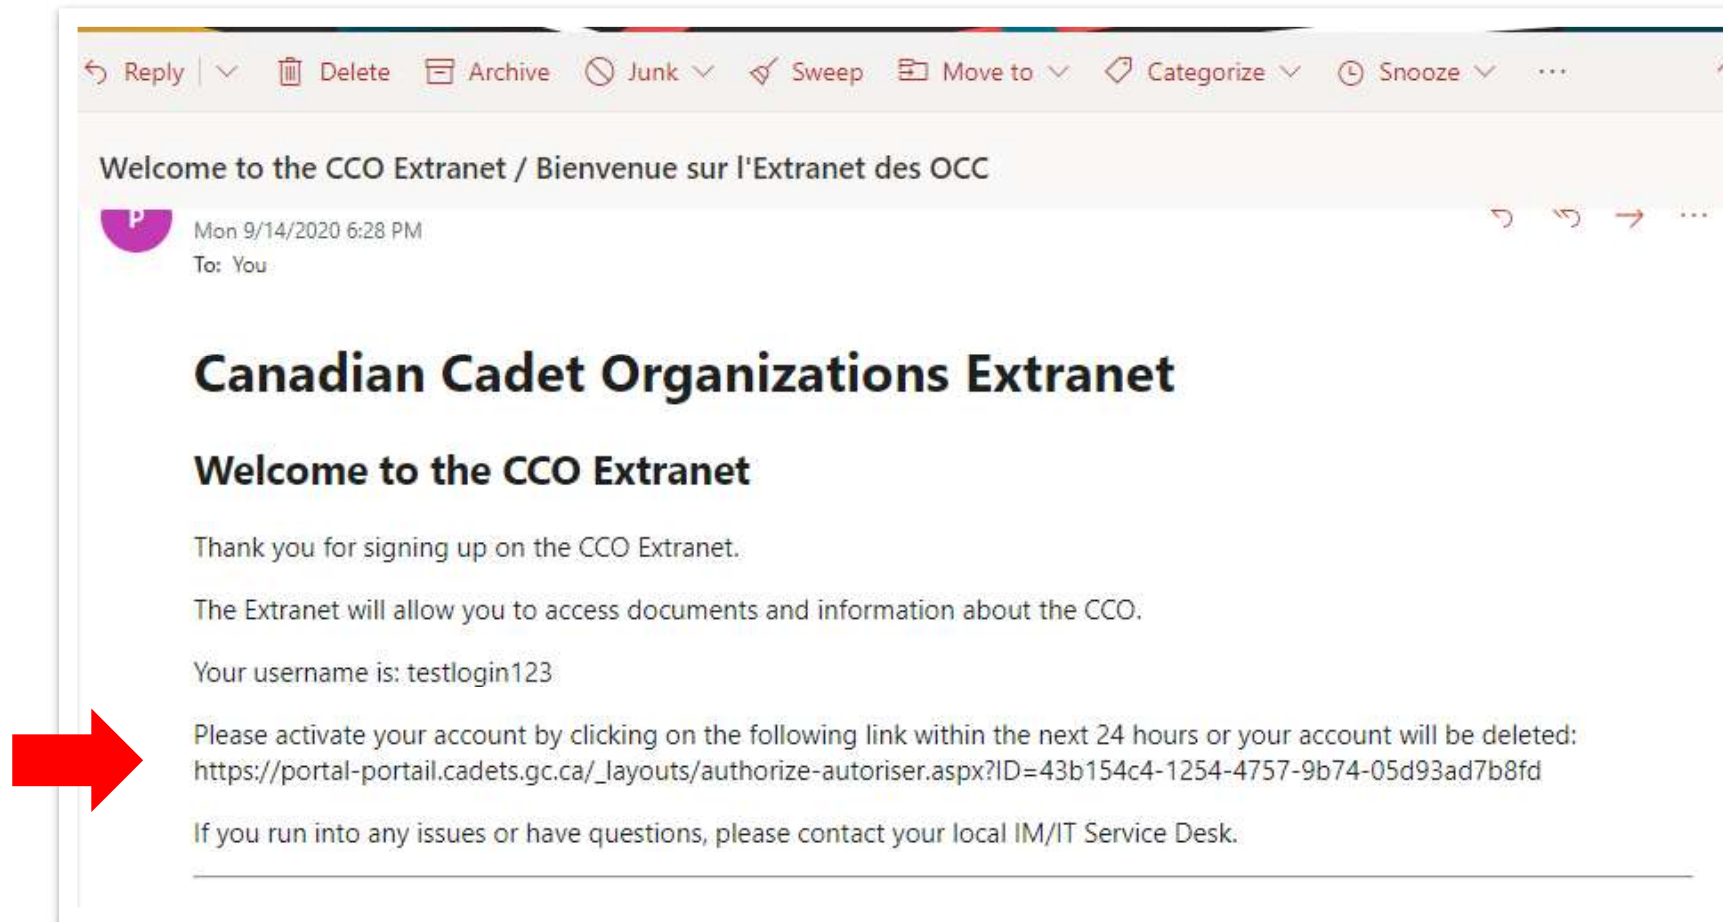 Reply Delete Archive Junk Sweep Move to Categorize Snooze ...
Welcome to the CCO Extranet / Bienvenue sur l'Extranet des OCC
P
Mon 9/14/2020 6:28 PM
To: You
Canadian Cadet Organizations Extranet
Welcome to the CCO Extranet
Thank you for signing up on the CCO Extranet.
The Extranet will allow you to access documents and information about the CCO.
Your username is: testlogin123
Please activate your account by clicking on the following link within the next 24 hours or your account will be deleted:
https://portal-portail.cadets.gc.ca/_layouts/authorize-autoriser.aspx?ID=43b154c4-1254-4757-9b74-05d93ad7b8fd
If you run into any issues or have questions, please contact your local IM/IT Service Desk.